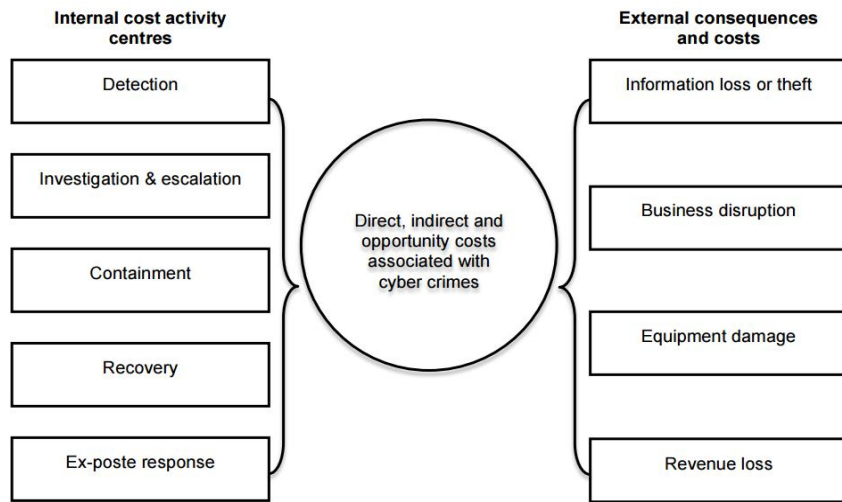 Internal cost activity
centres
Detection
Investigation & escalation
Containment
Recovery
Ex-poste response
Direct, indirect and
opportunity costs
associated with
cyber crimes
External consequences
and costs
Information loss or theft
Business disruption
Equipment damage
Revenue loss